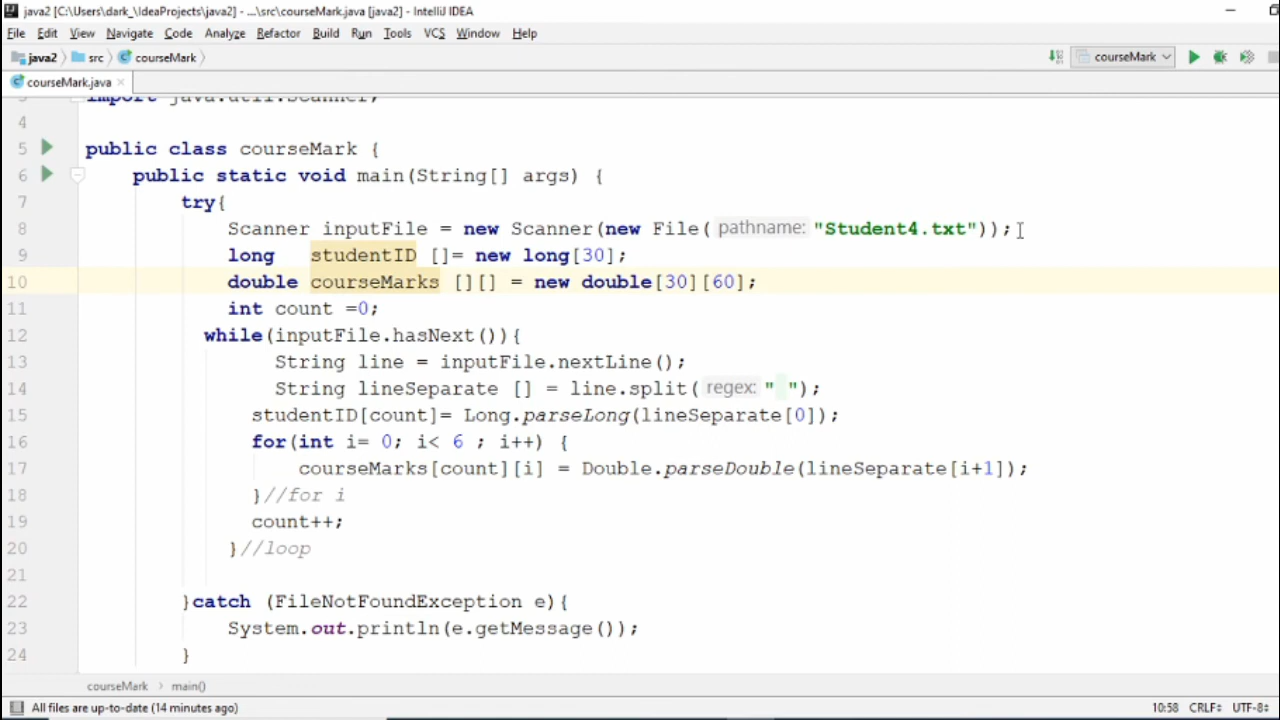 java2 [C:\Users\dark_\IdeaProjects\java2] - ...\src\courseMark.java [java2] - IntelliJ IDEA
File Edit View Navigate Code Analyze Refactor Build Run Tools VCS Window Help
java2 src courseMark courseMark
courseMark.java
3 import java.util.Scanner;
4
5 public class courseMark {
6 public static void main(String[] args) {
7 try{
8 Scanner inputFile = new Scanner(new File( pathname: "Student4.txt"));
9 long studentID []= new long[30];
10 double courseMarks [][] = new double[30][60];
11 int count =0;
12 while(inputFile.hasNext()){
13 String line = inputFile.nextLine();
14 String lineSeparate [] = line.split( regex: " ");
15 studentID[count]= Long.parseLong(lineSeparate[0]);
16 for(int i= 0; i< 6 ; i++) {
17 courseMarks[count][i] = Double.parseDouble(lineSeparate[i+1]);
18 }//for i
19 count++;
20 }//loop
21
22 }catch (FileNotFoundException e){
23 System.out.println(e.getMessage());
24 }
courseMark main()
All files are up-to-date (14 minutes ago) 10:58 CRLF UTF-8